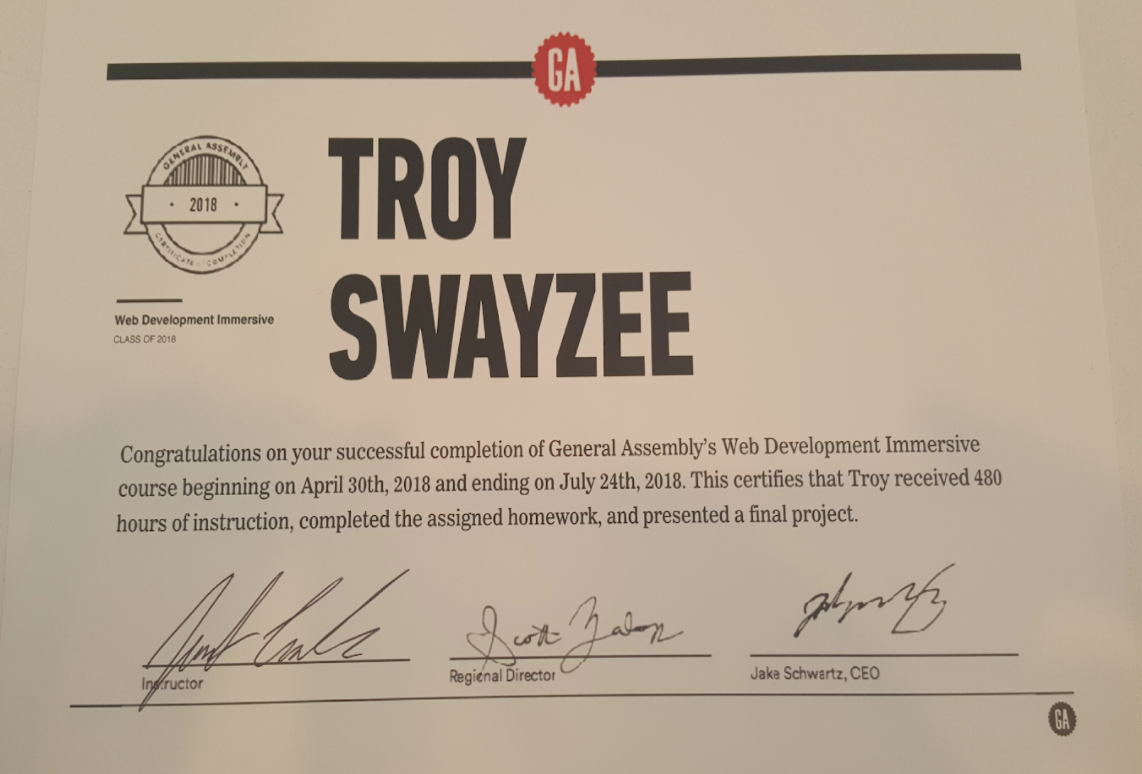 GA
GENERAL ASSEMBLY
· 2018 ·
CERTIFICATE OF COMPLETION
Web Development Immersive
CLASS OF 2018
TROY
SWAYZEE
Congratulations on your successful completion of General Assembly's Web Development Immersive
course beginning on April 30th, 2018 and ending on July 24th, 2018. This certifies that Troy received 480
hours of instruction, completed the assigned homework, and presented a final project.
Scott
Instructor
Regional Director
Jake Schwartz, CEO
GA